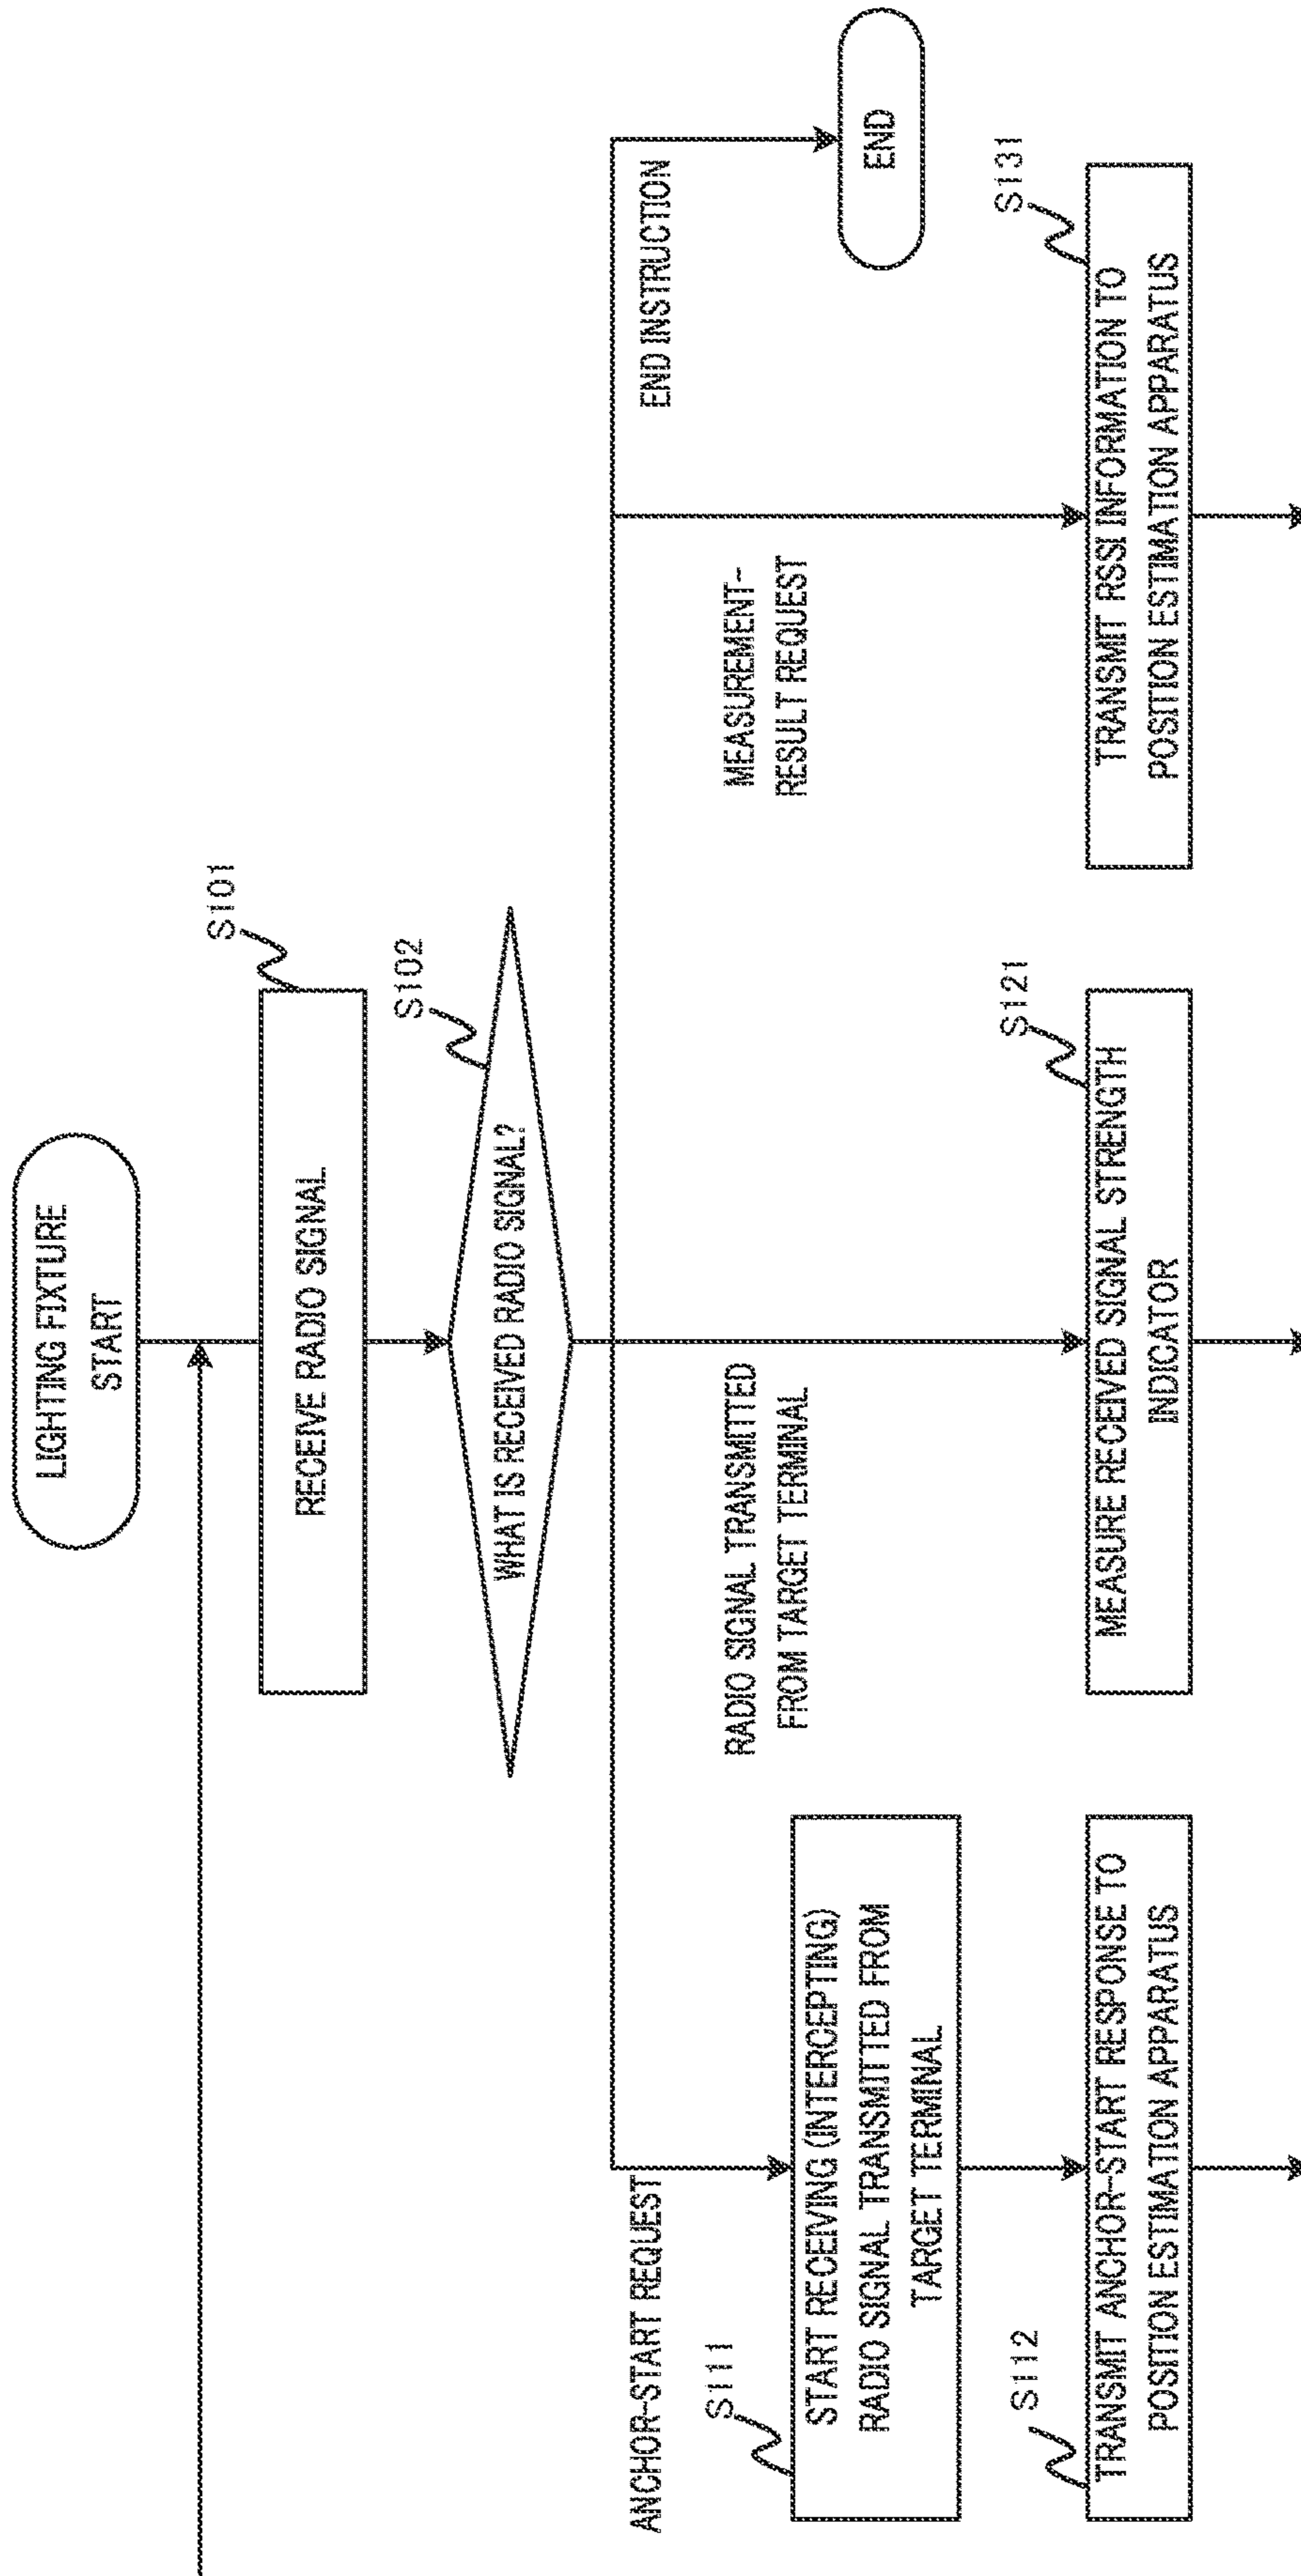 LIGHTING FIXTURE
START
S101
RECEIVE RADIO SIGNAL
S102
WHAT IS RECEIVED RADIO SIGNAL?
ANCHOR-START REQUEST
S111
START RECEIVING (INTERCEPTING)
RADIO SIGNAL TRANSMITTED FROM
TARGET TERMINAL
S112
TRANSMIT ANCHOR-START RESPONSE TO
POSITION ESTIMATION APPARATUS
RADIO SIGNAL TRANSMITTED
FROM TARGET TERMINAL
S121
MEASURE RECEIVED SIGNAL STRENGTH
INDICATOR
MEASUREMENT-
RESULT REQUEST
S131
TRANSMIT RSSI INFORMATION TO
POSITION ESTIMATION APPARATUS
END INSTRUCTION
END